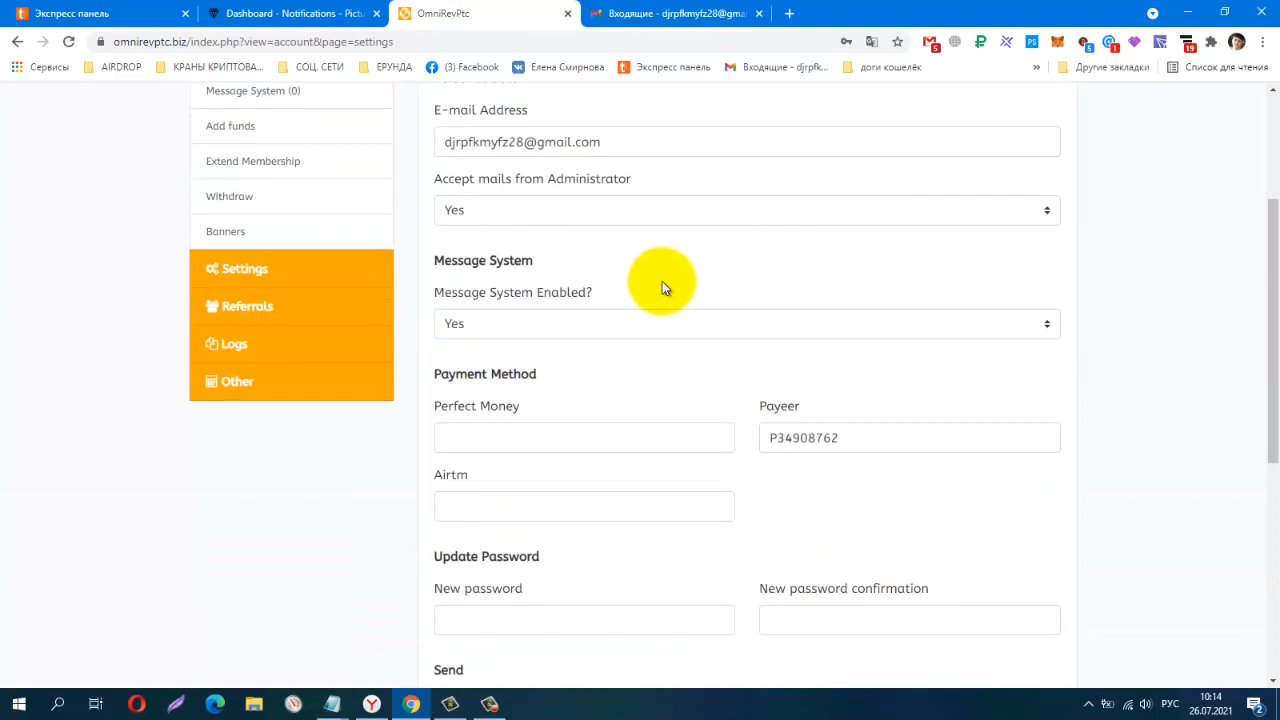 Экспресс панель
Dashboard - Notifications - Pictu
OmniRevPtc
Входящие - djrpfkmyfz28@gma
omnirevptc.biz/index.php?view=account&page=settings
Сервисы
AIRDROP
КРАНЫ КРИПТОВА...
СОЦ. СЕТИ
ЕРУНДА
(3) Facebook
Елена Смирнова
Экспресс панель
Входящие - djrpfk...
доги кошелёк
Другие закладки
Список для чтения
Message System (0)
Add funds
Extend Membership
Withdraw
Banners
Settings
Referrals
Logs
Other
E-mail Address
djrpfkmyfz28@gmail.com
Accept mails from Administrator
Yes
Message System
Message System Enabled?
Yes
Payment Method
Perfect Money
Payeer
P34908762
Airtm
Update Password
New password
New password confirmation
Send
РУС
10:14
26.07.2021